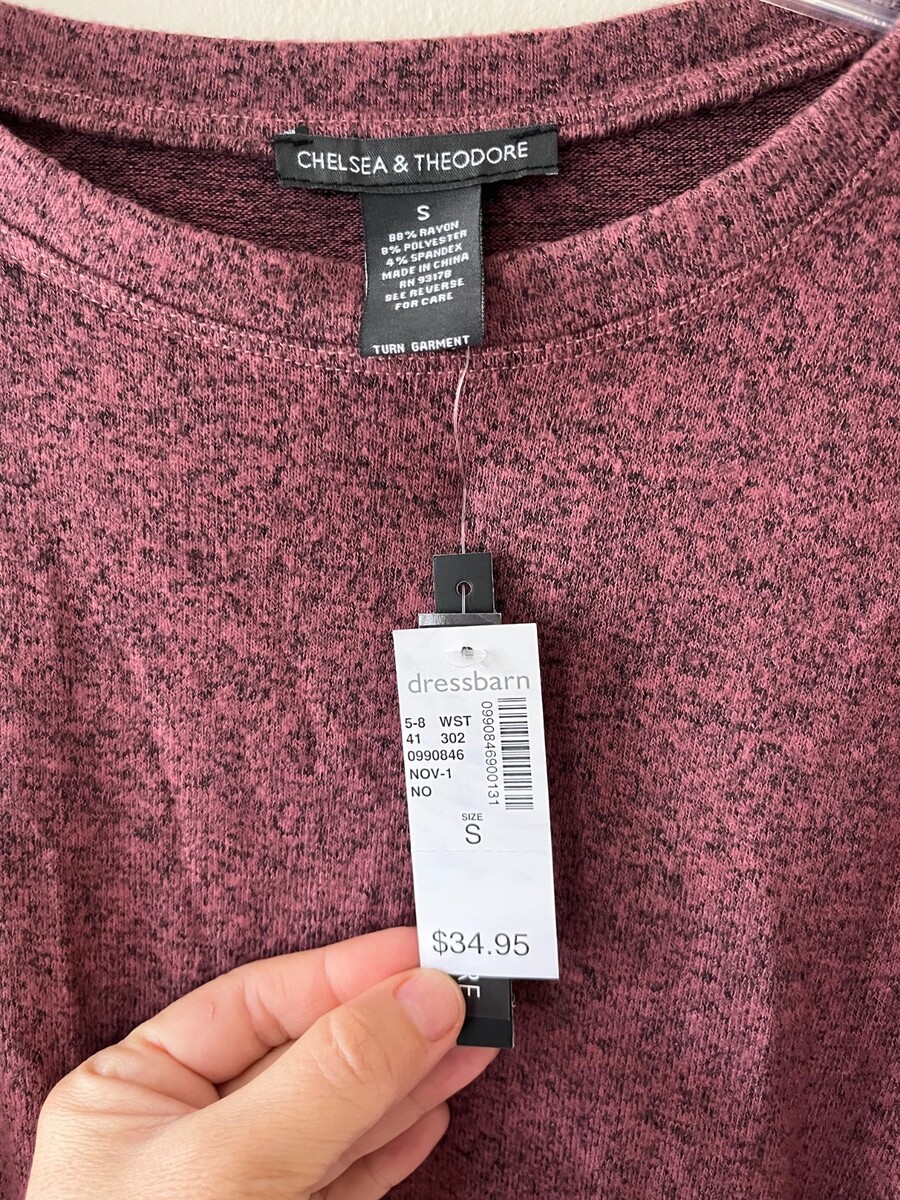 CHELSEA & THEODORE
S
88% RAYON
8% POLYESTER
4% SPANDEX
MADE IN CHINA
RN 93178
SEE REVERSE
FOR CARE
TURN GARMENT
dressbarn
5-8 WST
41 302
0990846
NOV-1
NO
0990846900131
SIZE
S
$34.95
RE